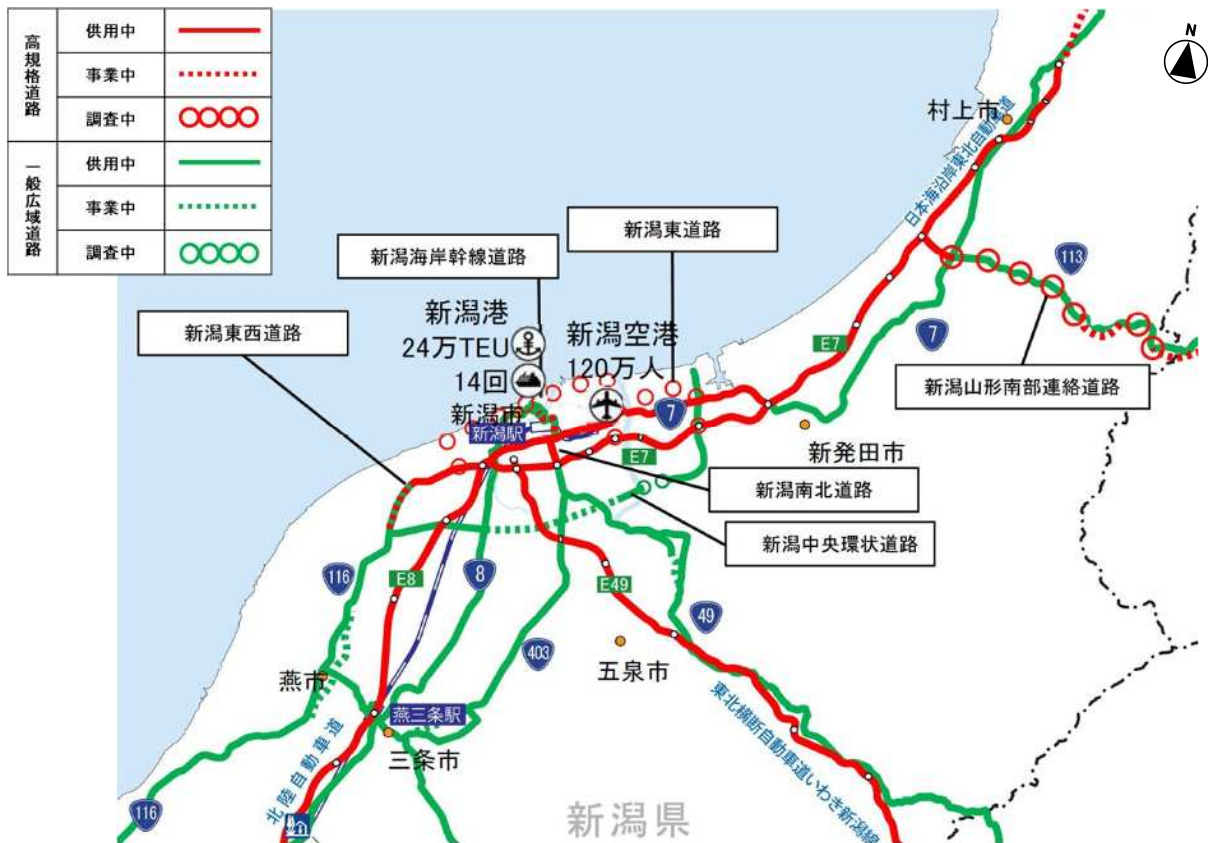 高規格道路
供用中
事業中
調査中
一般広域道路
供用中
事業中
調査中
N
村上市
日本海沿岸東北自動車道
新潟東道路
新潟海岸幹線道路
113
新潟東西道路
新潟港
24万TEU
14回
新潟空港
120万人
E7
7
新潟山形南部連絡道路
新潟市
7
新潟駅
新発田市
E7
新潟南北道路
新潟中央環状道路
116
E8
8
E49
49
403
五泉市
燕市
燕三条駅
三条市
北陸自動車道
東北横断自動車道いわき新潟線
116
新潟県